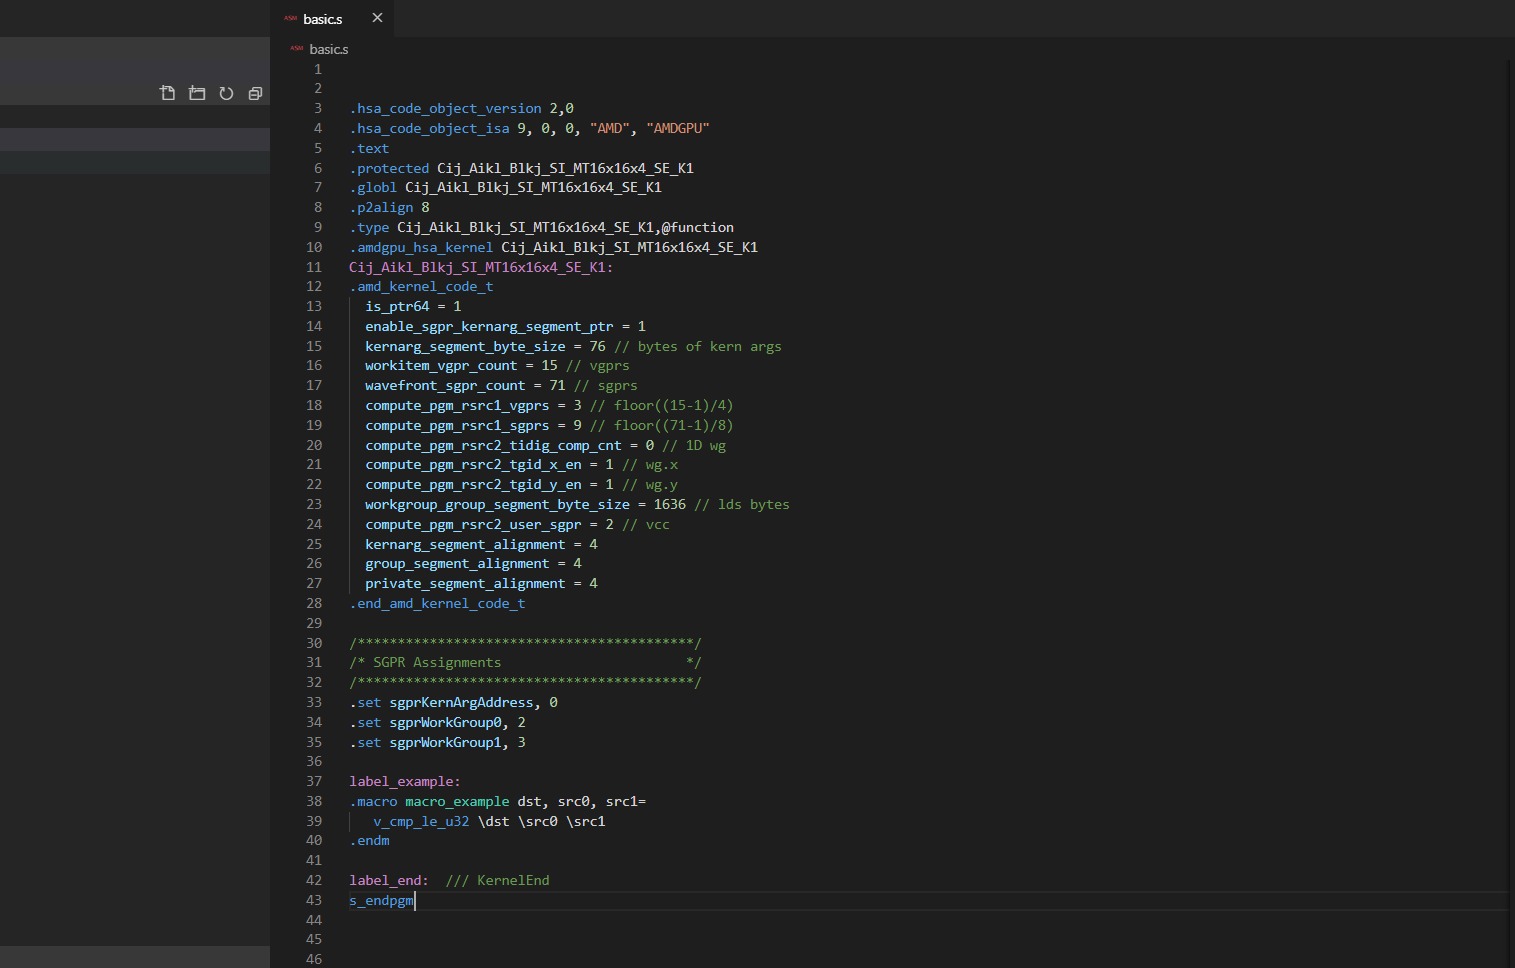 ASM basic.s
ASM basic.s
1
2
3 .hsa_code_object_version 2,0
4 .hsa_code_object_isa 9, 0, 0, "AMD", "AMDGPU"
5 .text
6 .protected Cij_Aikl_Blkj_SI_MT16x16x4_SE_K1
7 .globl Cij_Aikl_Blkj_SI_MT16x16x4_SE_K1
8 .p2align 8
9 .type Cij_Aikl_Blkj_SI_MT16x16x4_SE_K1,@function
10 .amdgpu_hsa_kernel Cij_Aikl_Blkj_SI_MT16x16x4_SE_K1
11 Cij_Aikl_Blkj_SI_MT16x16x4_SE_K1:
12 .amd_kernel_code_t
13 is_ptr64 = 1
14 enable_sgpr_kernarg_segment_ptr = 1
15 kernarg_segment_byte_size = 76 // bytes of kern args
16 workitem_vgpr_count = 15 // vgprs
17 wavefront_sgpr_count = 71 // sgprs
18 compute_pgm_rsrc1_vgprs = 3 // floor((15-1)/4)
19 compute_pgm_rsrc1_sgprs = 9 // floor((71-1)/8)
20 compute_pgm_rsrc2_tidig_comp_cnt = 0 // 1D wg
21 compute_pgm_rsrc2_tgid_x_en = 1 // wg.x
22 compute_pgm_rsrc2_tgid_y_en = 1 // wg.y
23 workgroup_group_segment_byte_size = 1636 // lds bytes
24 compute_pgm_rsrc2_user_sgpr = 2 // vcc
25 kernarg_segment_alignment = 4
26 group_segment_alignment = 4
27 private_segment_alignment = 4
28 .end_amd_kernel_code_t
29
30 /******************************************/
31 /* SGPR Assignments                       */
32 /******************************************/
33 .set sgprKernArgAddress, 0
34 .set sgprWorkGroup0, 2
35 .set sgprWorkGroup1, 3
36
37 label_example:
38 .macro macro_example dst, src0, src1=
39 v_cmp_le_u32 \dst \src0 \src1
40 .endm
41
42 label_end:  /// KernelEnd
43 s_endpgm
44
45
46